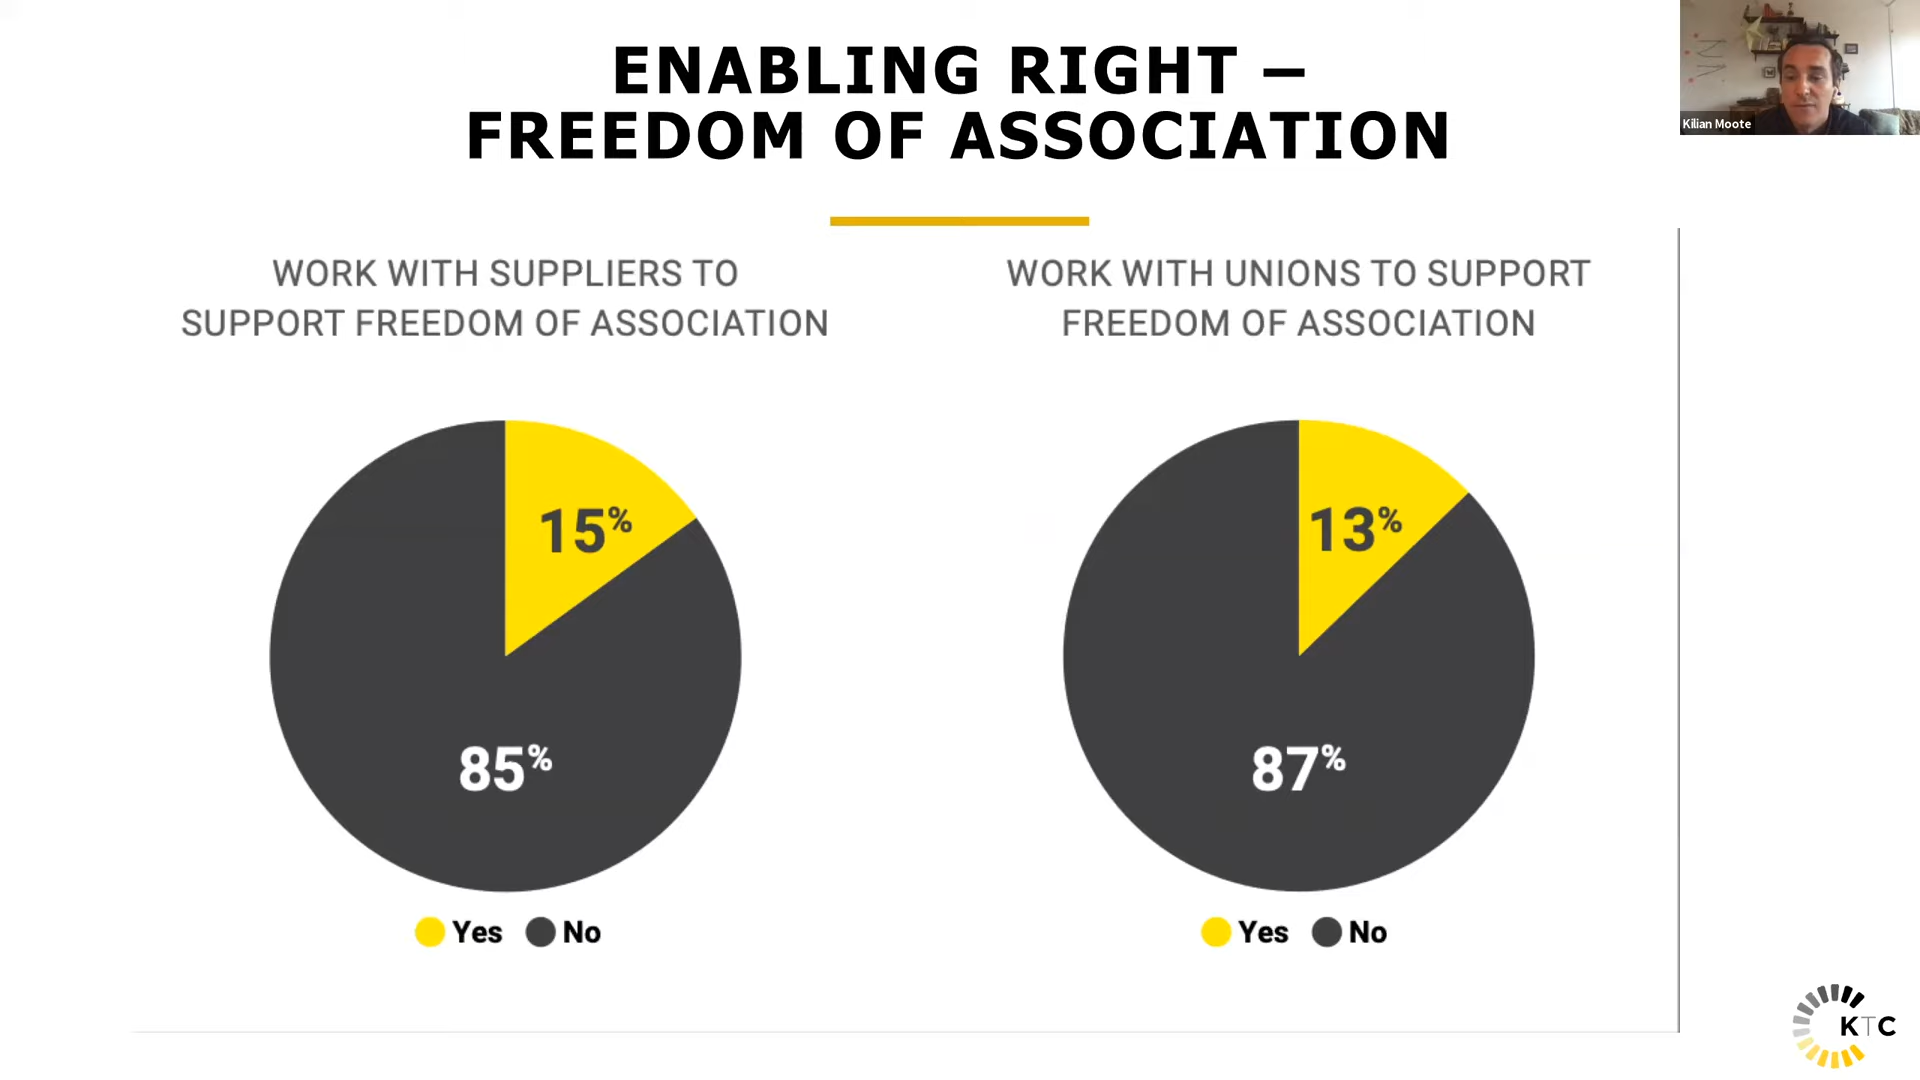 ENABLING RIGHT –
FREEDOM OF ASSOCIATION
Kilian Moote
WORK WITH SUPPLIERS TO
SUPPORT FREEDOM OF ASSOCIATION
15%
85%
Yes No
WORK WITH UNIONS TO SUPPORT
FREEDOM OF ASSOCIATION
13%
87%
Yes No
KTC